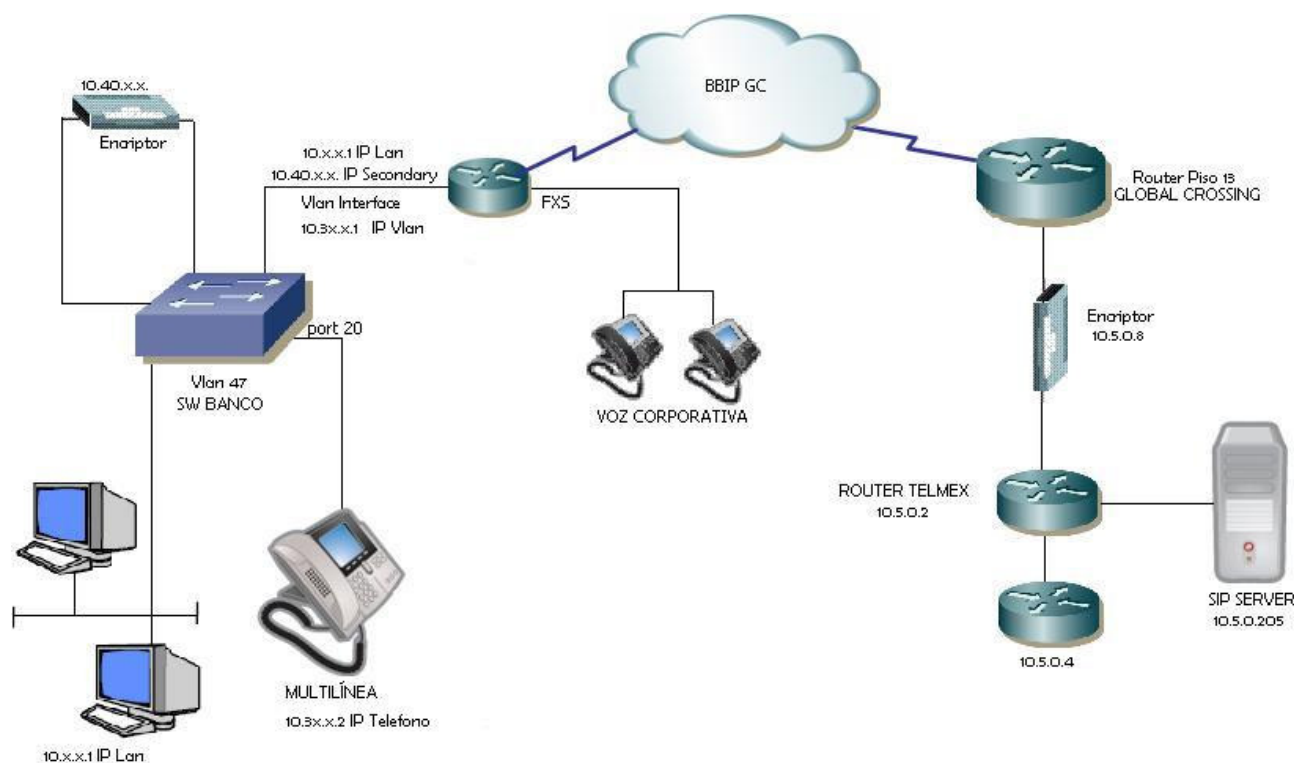 10.40.x.x.
Encriptor
10.x.x.1 IP Lan
10.40.x.x. IP Secondary
Vlan Interface
10.3x.x.1 IP Vlan
FXS
BBIP GC
Router Piso 13
GLOBAL CROSSING
Encriptor
10.5.0.8
port 20
Vlan 47
SW BANCO
VOZ CORPORATIVA
ROUTER TELMEX
10.5.0.2
SIP SERVER
10.5.0.205
10.5.0.4
MULTILÍNEA
10.3x.x.2 IP Telefono
10.x.x.1 IP Lan